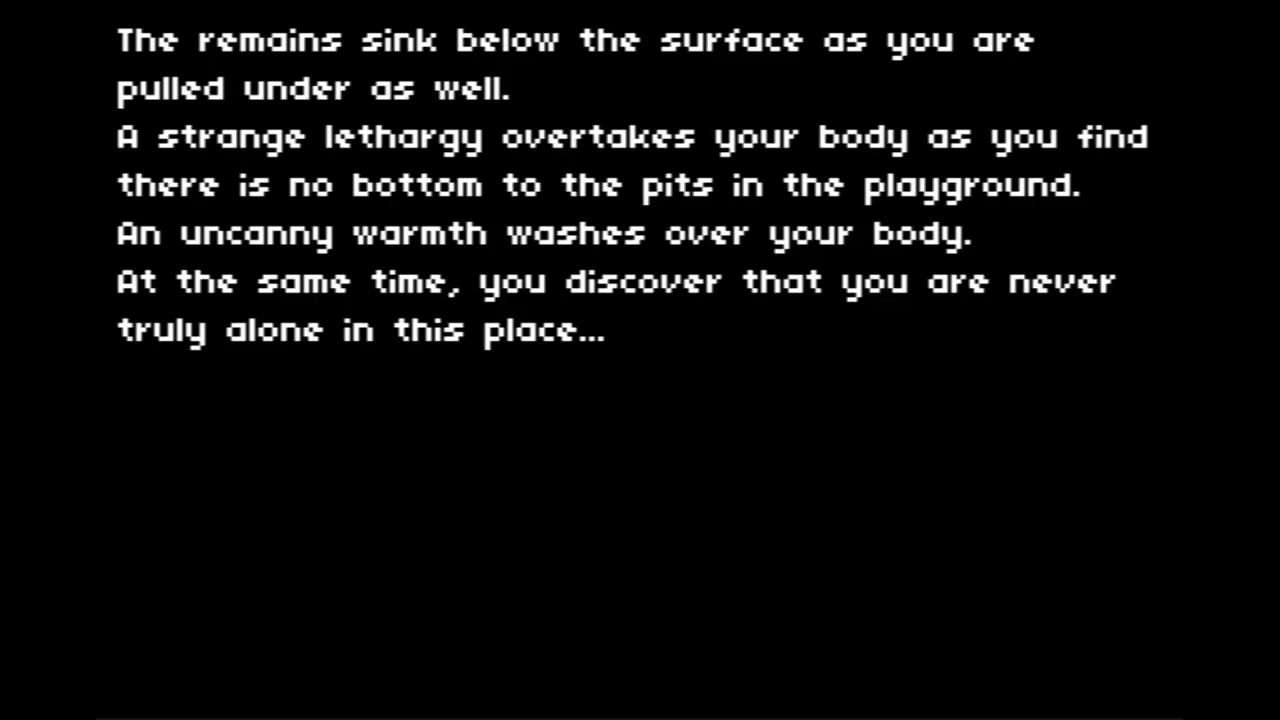 The remains sink below the surface as you are
pulled under as well.
A strange lethargy overtakes your body as you find
there is no bottom to the pits in the playground.
An uncanny warmth washes over your body.
At the same time, you discover that you are never
truly alone in this place...